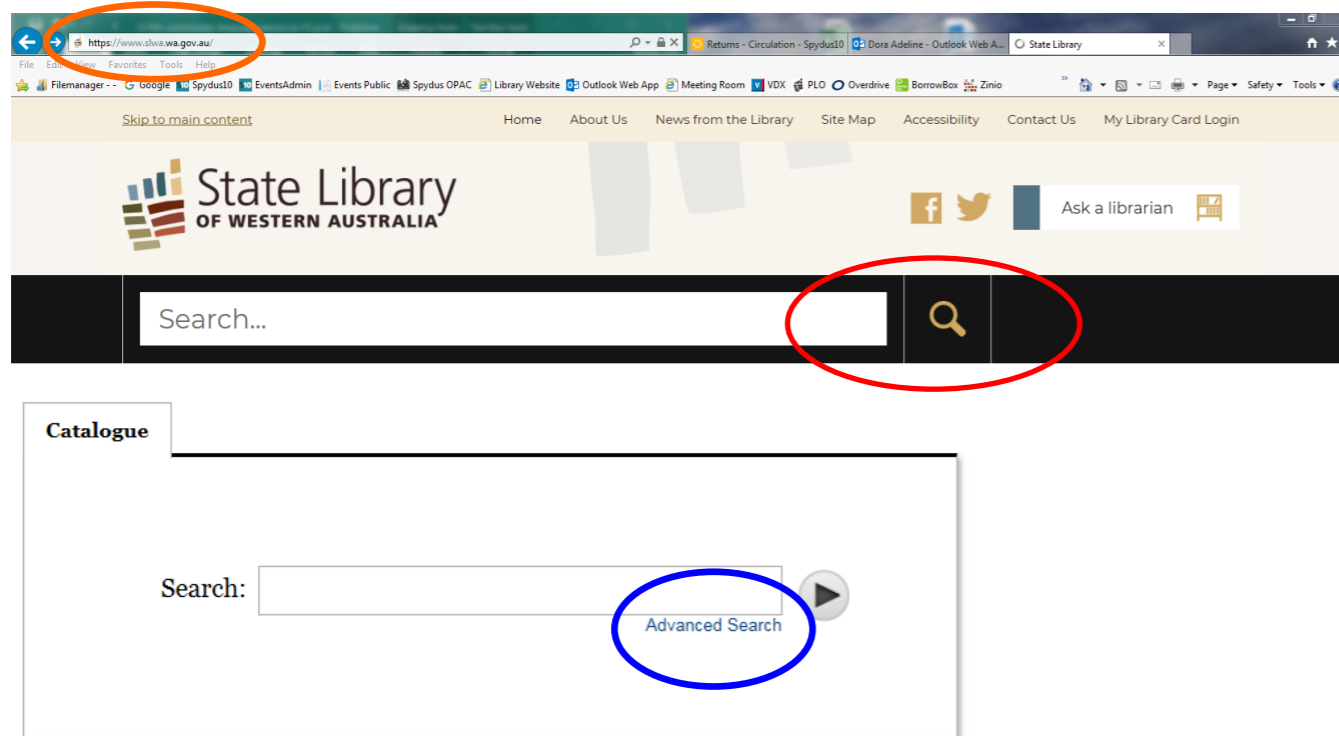 https://www.slwa.wa.gov.au/
Returns - Circulation - Spydus10
Dora Adeline - Outlook Web A...
State Library
File Edit View Favorites Tools Help
Filemanager - - Google Spydus10 EventsAdmin Events Public Spydus OPAC Library Website Outlook Web App Meeting Room VDX PLO Overdrive BorrowBox Zinio » Page Safety Tools
Skip to main content Home About Us News from the Library Site Map Accessibility Contact Us My Library Card Login
State Library
OF WESTERN AUSTRALIA
Ask a librarian
Search...
Catalogue
Search:
Advanced Search